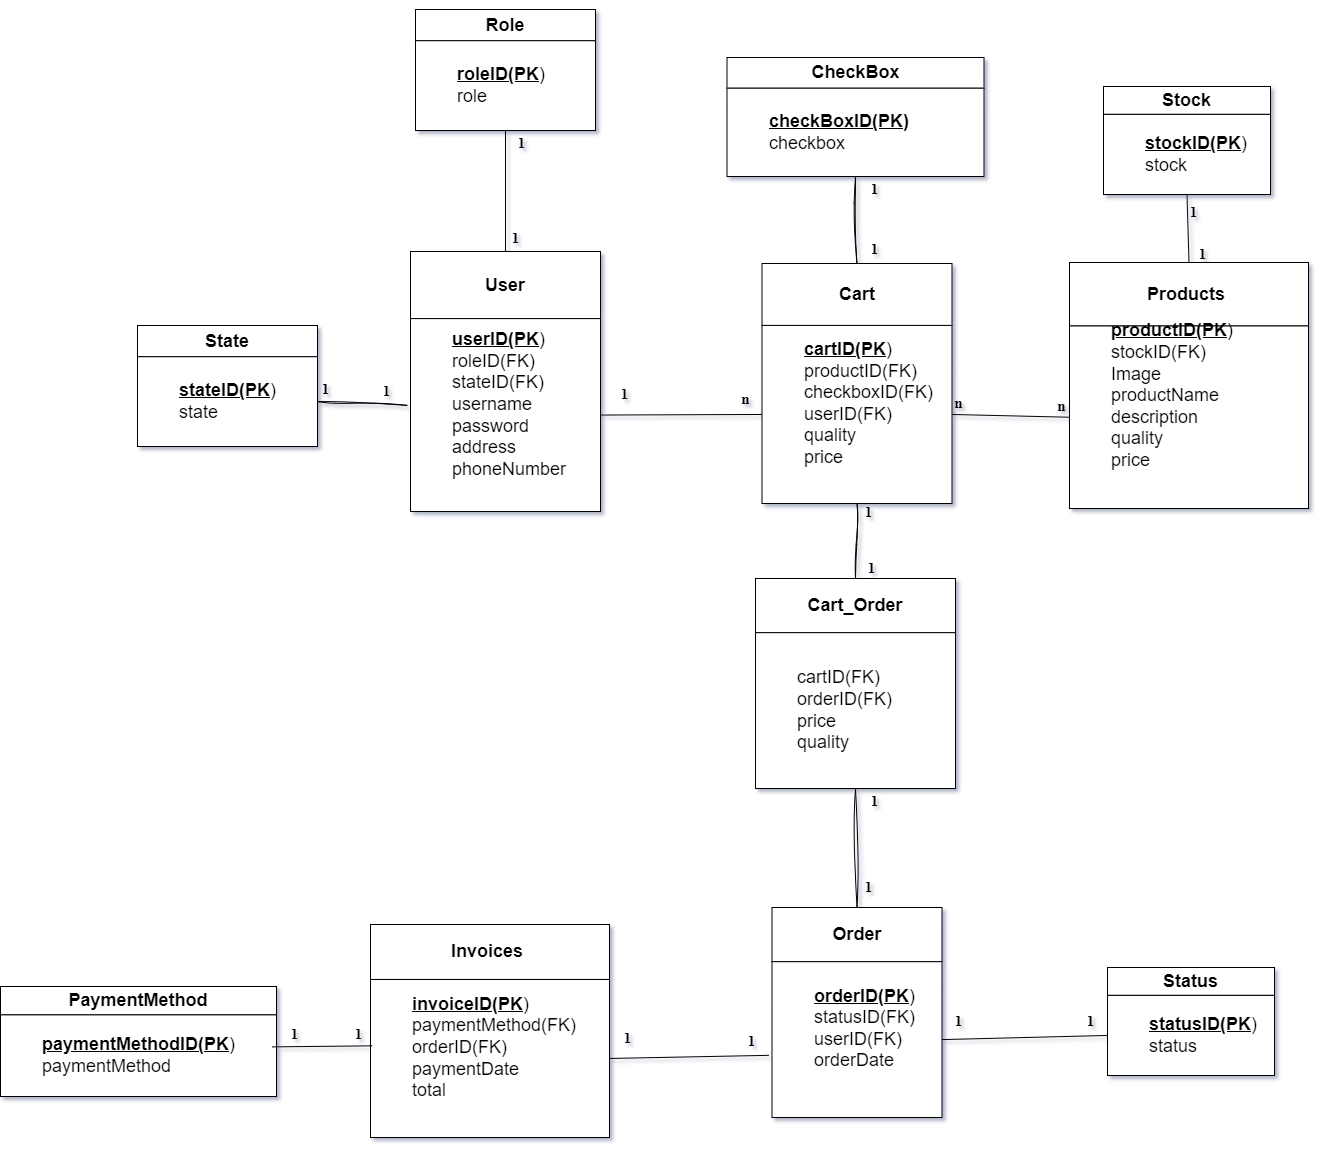 Role
roleID(PK)
role
1
1
CheckBox
checkBoxID(PK)
checkbox
1
1
Stock
stockID(PK)
stock
1
1
State
stateID(PK)
state
1
1
User
userID(PK)
roleID(FK)
stateID(FK)
username
password
address
phoneNumber
1
n
Cart
cartID(PK)
productID(FK)
checkboxID(FK)
userID(FK)
quality
price
n
n
Products
productID(PK)
stockID(FK)
Image
productName
description
quality
price
1
1
Cart_Order
cartID(FK)
orderID(FK)
price
quality
1
1
PaymentMethod
paymentMethodID(PK)
paymentMethod
1
1
Invoices
invoiceID(PK)
paymentMethod(FK)
orderID(FK)
paymentDate
total
1
1
Order
orderID(PK)
statusID(FK)
userID(FK)
orderDate
1
1
Status
statusID(PK)
status